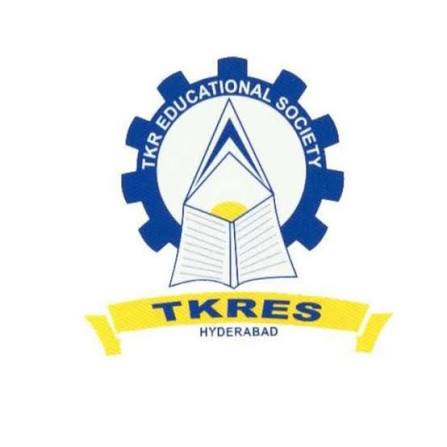 TKR EDUCATIONAL SOCIETY
TKRES
HYDERABAD